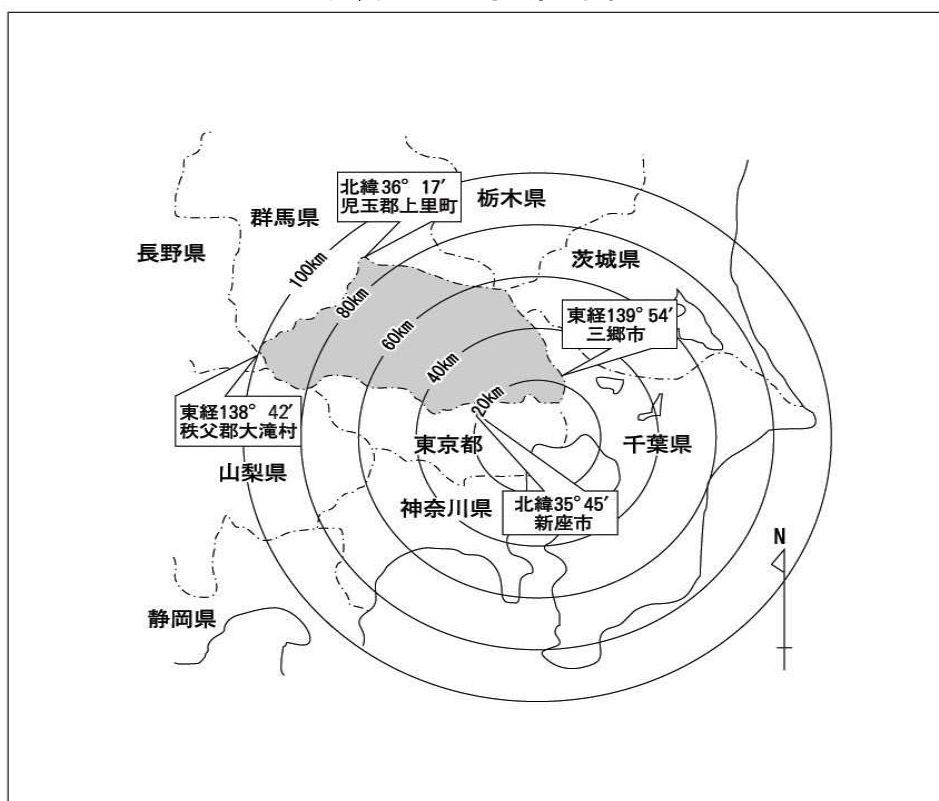 北緯36° 17′
児玉郡上里町
栃木県
群馬県
長野県
茨城県
100km
80km
60km
40km
20km
東経139° 54′
三郷市
東経138° 42′
秩父郡大滝村
東京都
千葉県
山梨県
神奈川県
北緯35° 45′
新座市
N
静岡県